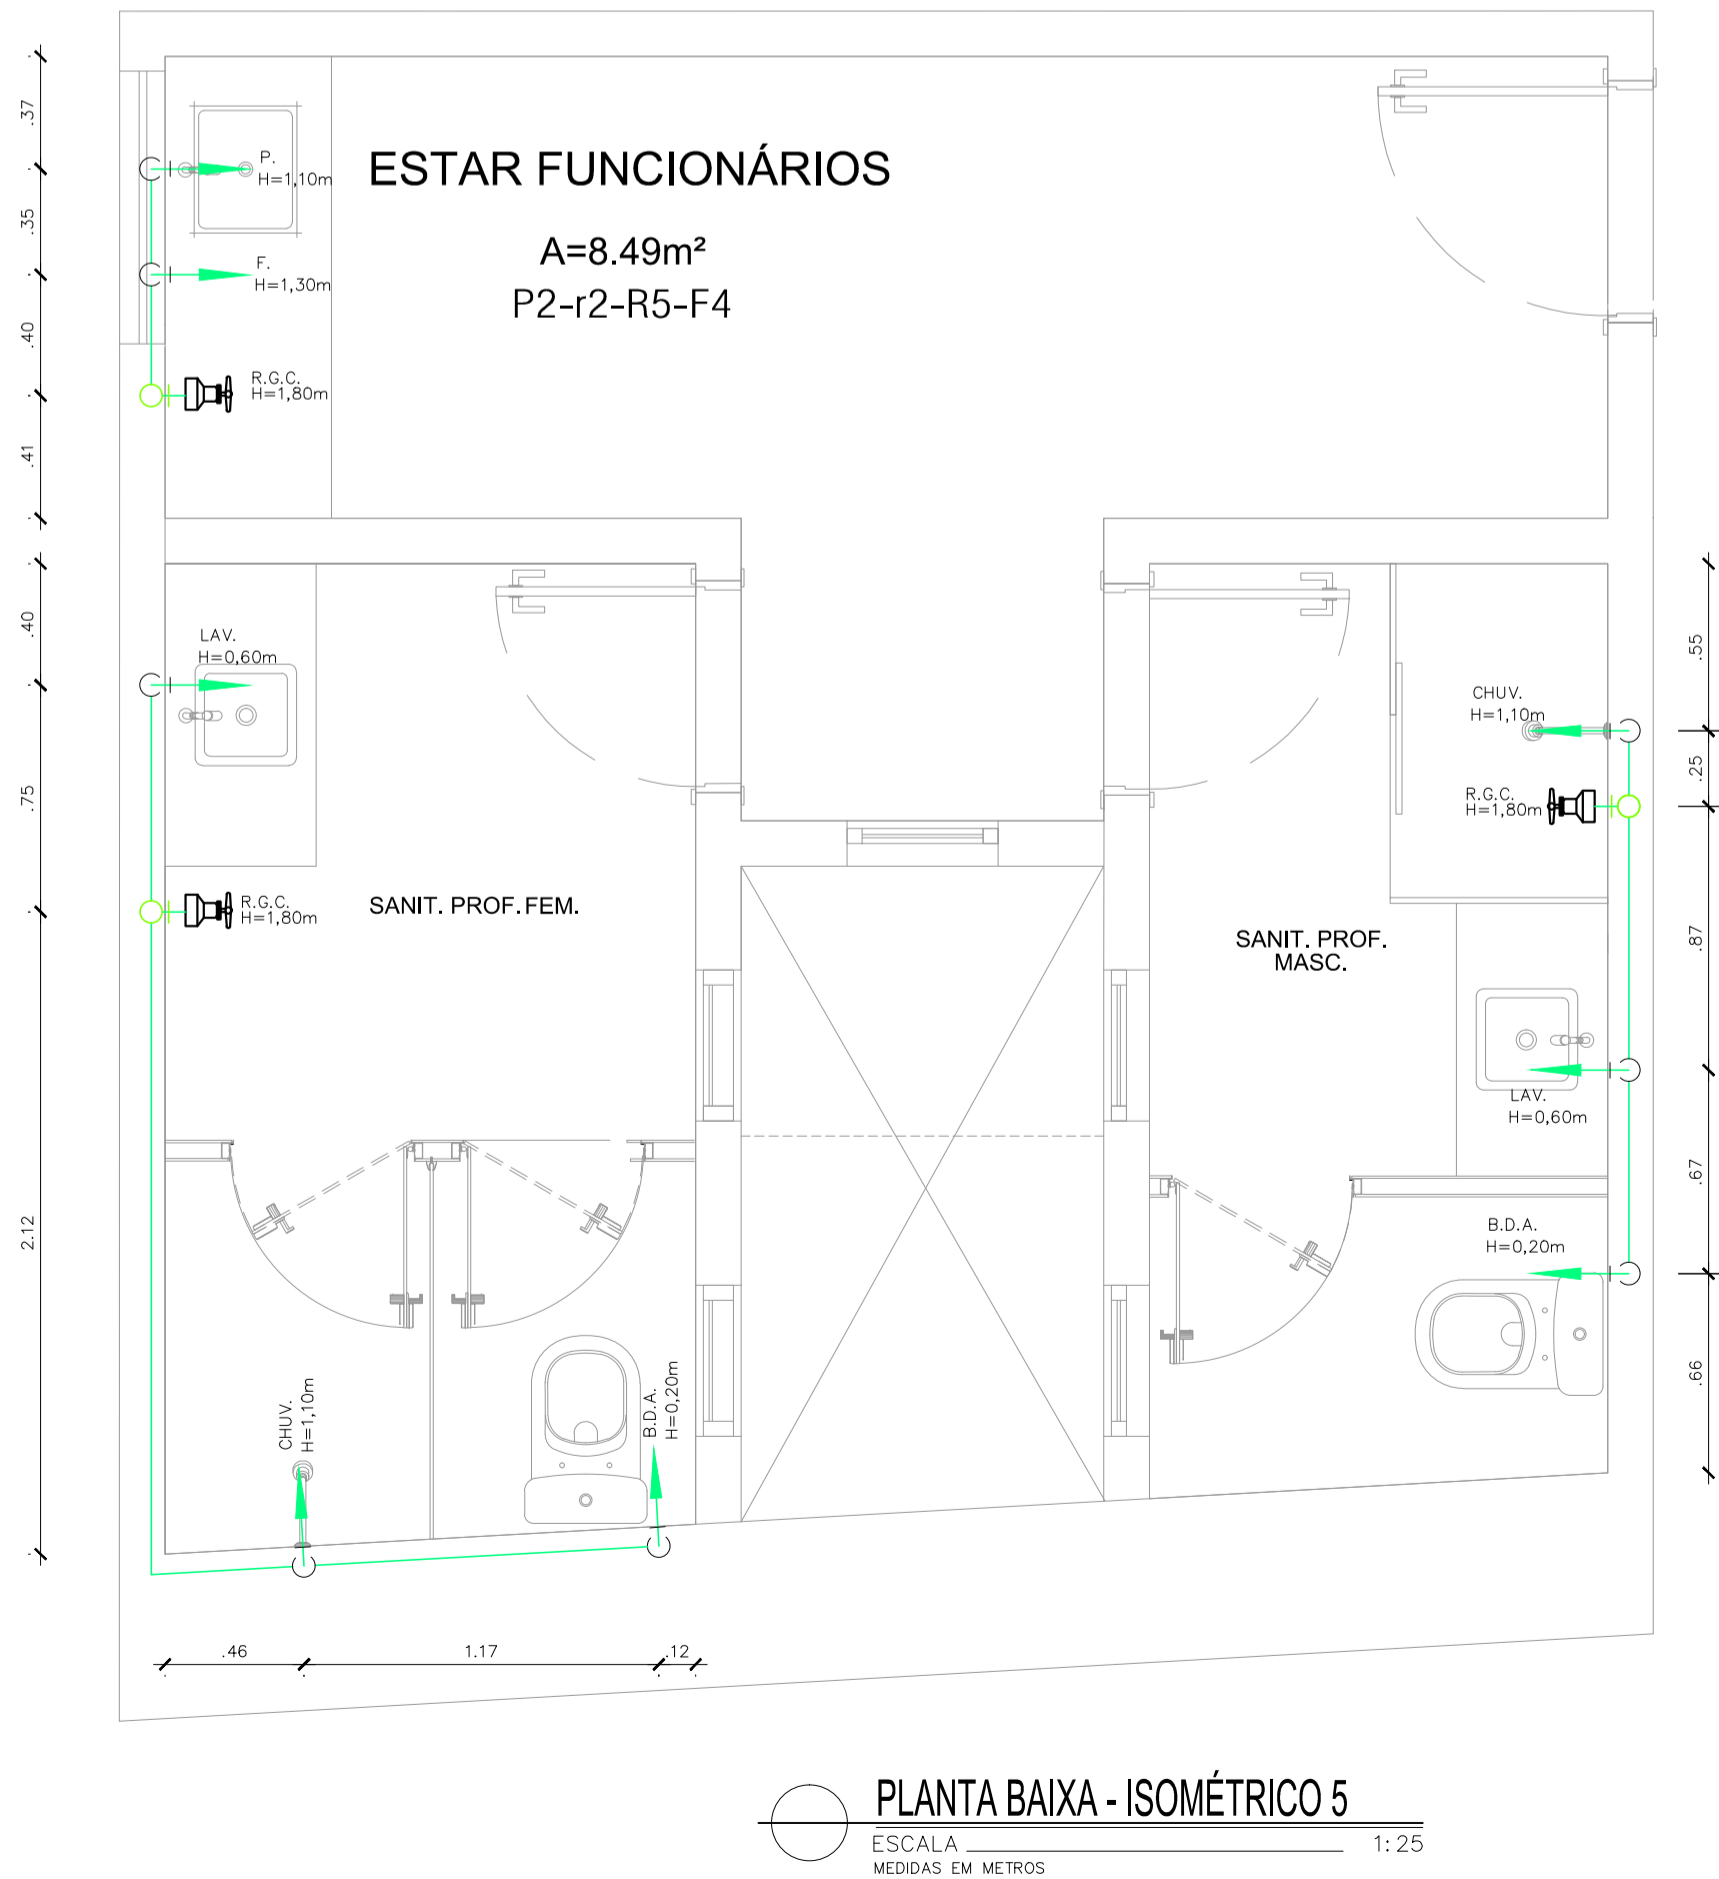 .37
.35
.40
.41
P.
H=1,10m
ESTAR FUNCIONÁRIOS
A=8.49m²
P2-r2-R5-F4
F.
H=1,30m
R.G.C.
H=1,80m
.40
.75
2.12
LAV.
H=0,60m
R.G.C.
H=1,80m
SANIT. PROF. FEM.
CHUV.
H=1,10m
B.D.A.
H=0,20m
.46
1.17
.12
SANIT. PROF.
MASC.
CHUV.
H=1,10m
R.G.C.
H=1,80m
LAV.
H=0,60m
B.D.A.
H=0,20m
.55
.25
.87
.67
.66
PLANTA BAIXA - ISOMÉTRICO 5
ESCALA 1:25
MEDIDAS EM METROS